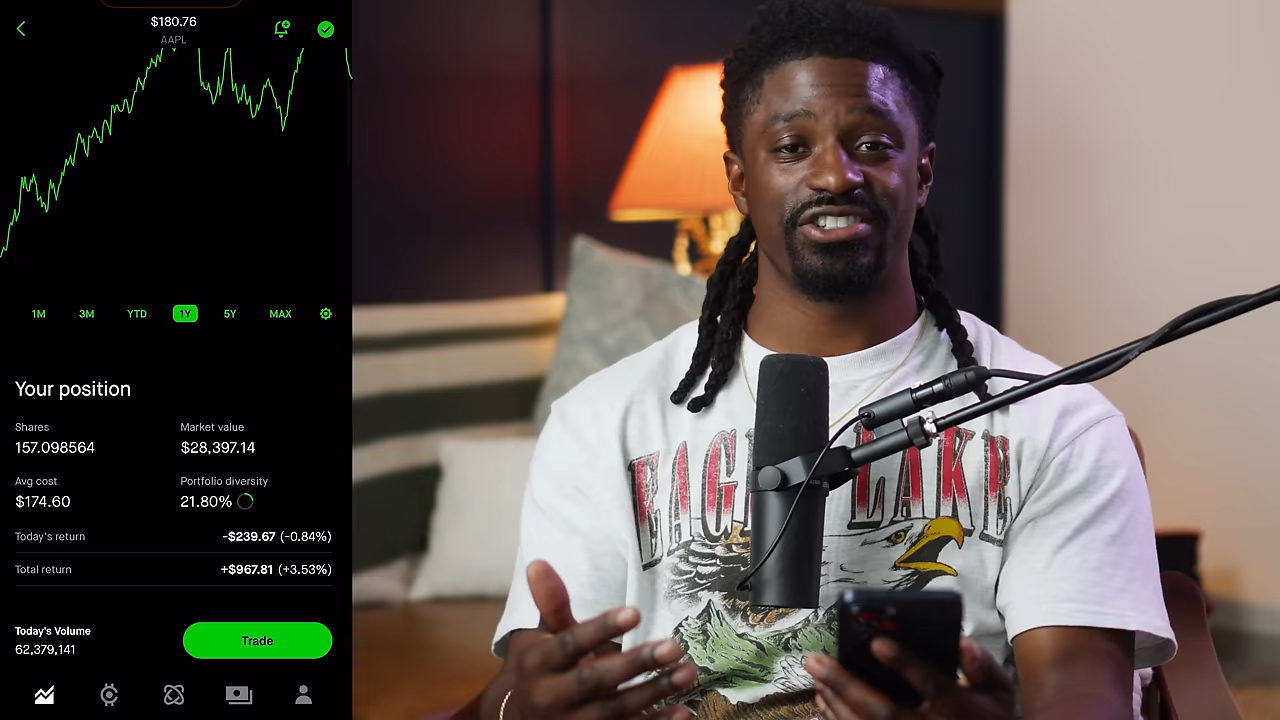 $180.76
AAPL
1M 3M YTD 1Y 5Y MAX
Your position
Shares Market value
157.098564 $28,397.14
Avg cost Portfolio diversity
$174.60 21.80%
Today's return -$239.67 (-0.84%)
Total return +$967.81 (+3.53%)
Today's Volume
62,379,141
Trade